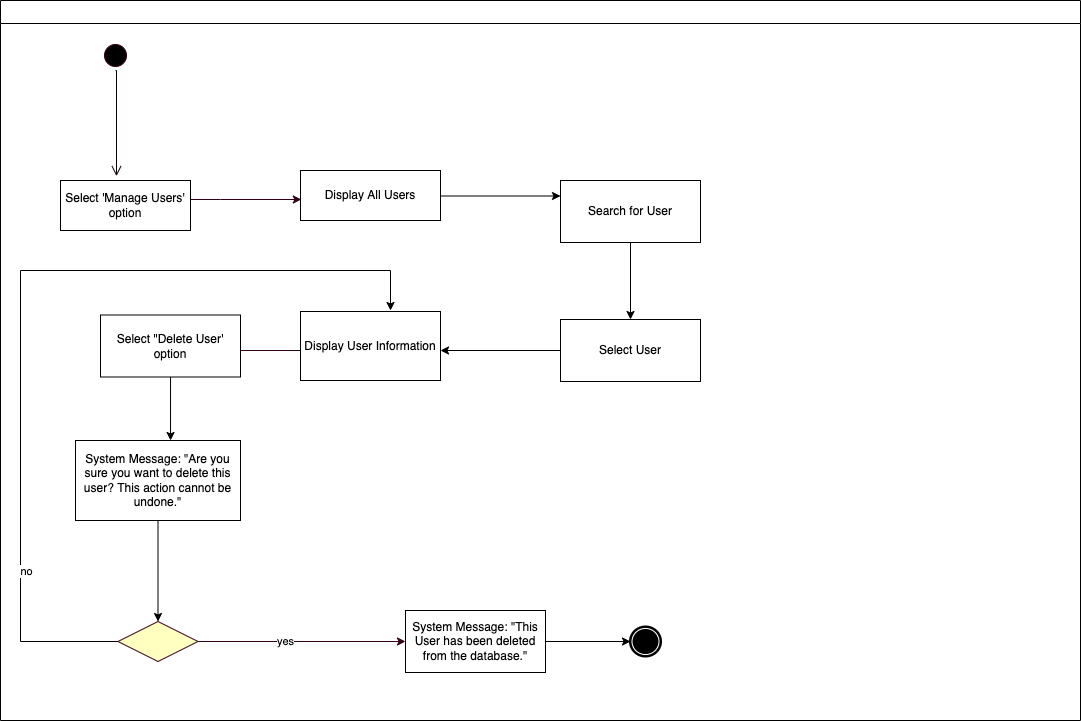 Select 'Manage Users'
option
Display All Users
Search for User
Select "Delete User'
option
Display User Information
Select User
System Message: "Are you
sure you want to delete this
user? This action cannot be
undone."
no
yes
System Message: "This
User has been deleted
from the database."